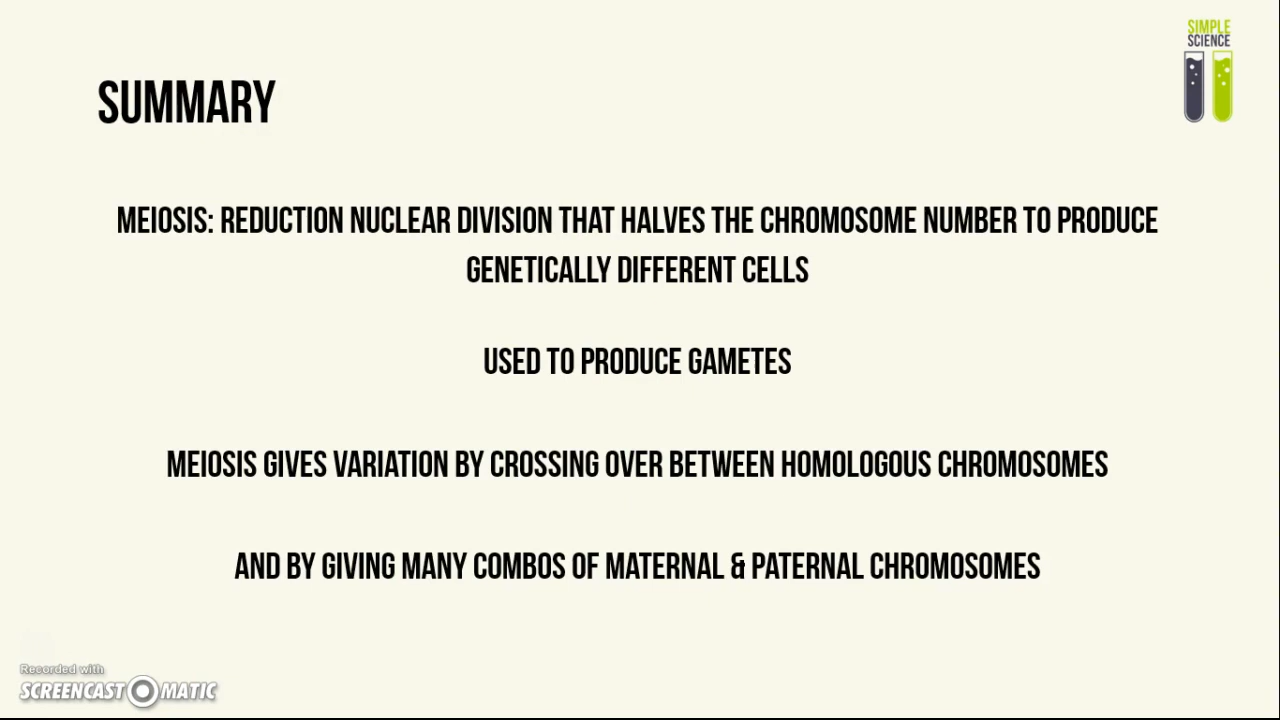 SIMPLE
SCIENCE
SUMMARY
MEIOSIS: REDUCTION NUCLEAR DIVISION THAT HALVES THE CHROMOSOME NUMBER TO PRODUCE
GENETICALLY DIFFERENT CELLS
USED TO PRODUCE GAMETES
MEIOSIS GIVES VARIATION BY CROSSING OVER BETWEEN HOMOLOGOUS CHROMOSOMES
AND BY GIVING MANY COMBOS OF MATERNAL & PATERNAL CHROMOSOMES
Recorded with
SCREENCAST MATIC